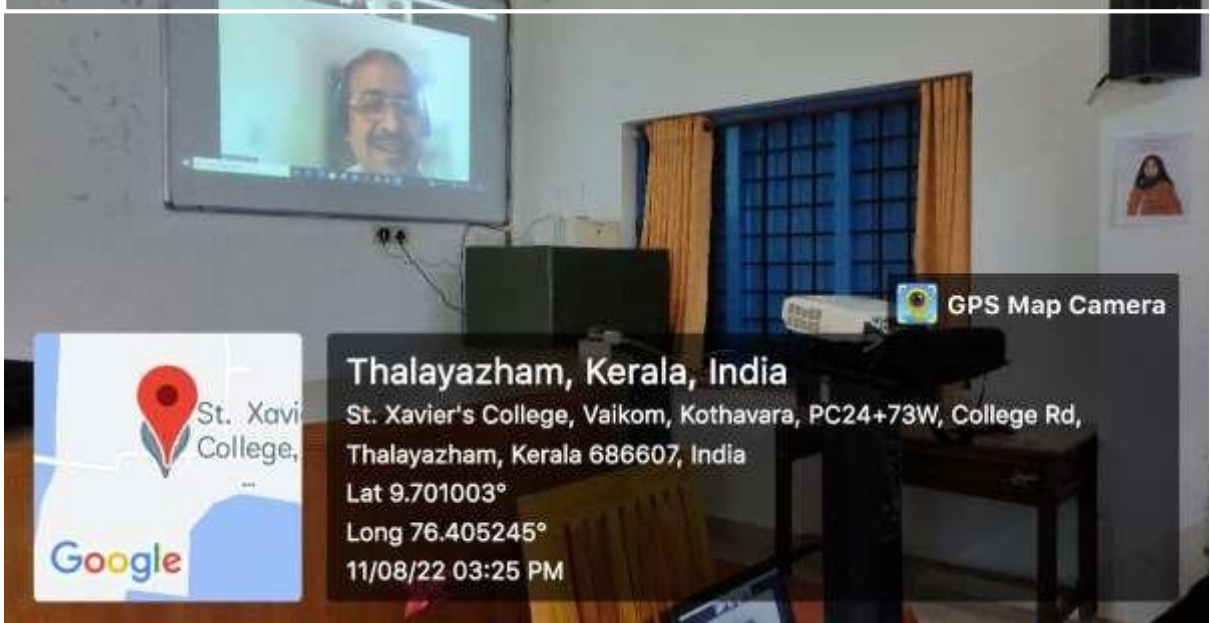 GPS Map Camera
Thalayazham, Kerala, India
St. Xavier's College, Vaikom, Kothavara, PC24+73W, College Rd,
Thalayazham, Kerala 686607, India
Lat 9.701003°
Long 76.405245°
11/08/22 03:25 PM
St. Xavi
College,
...
Google